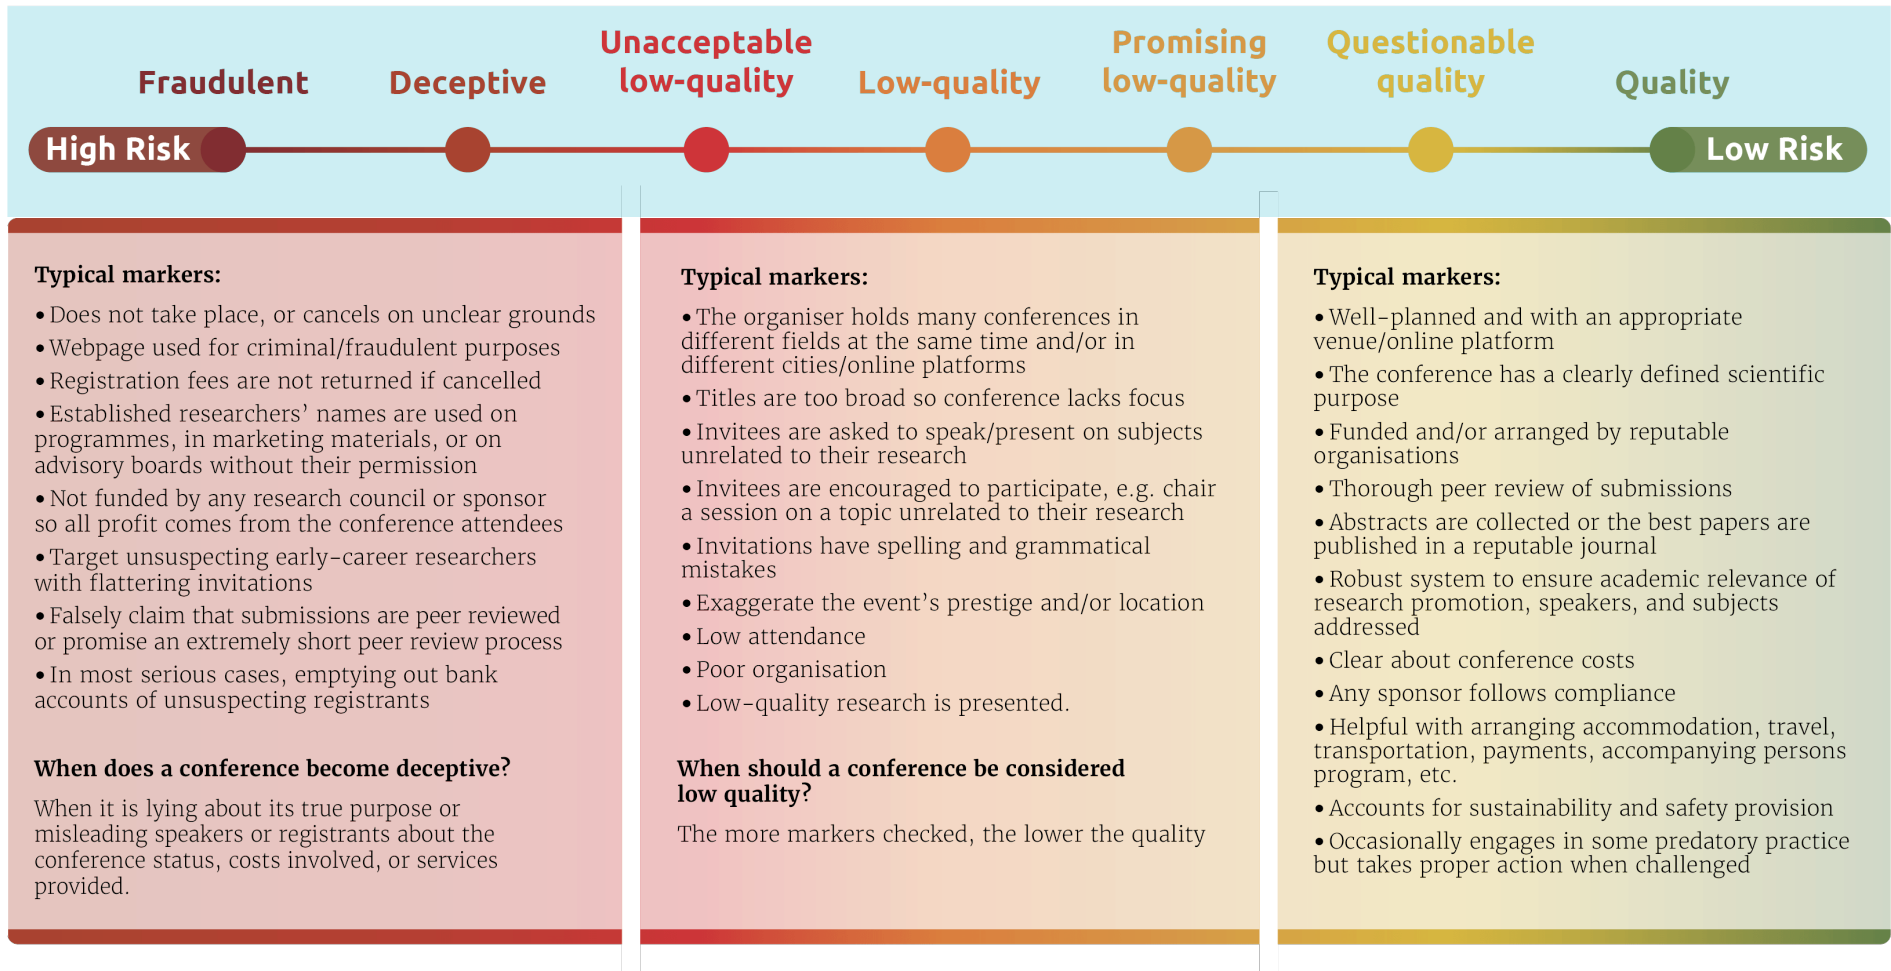 Fraudulent
Deceptive
Unacceptable
low-quality
Low-quality
Promising
low-quality
Questionable
quality
Quality
High Risk
Low Risk
Typical markers:
• Does not take place, or cancels on unclear grounds
• Webpage used for criminal/fraudulent purposes
• Registration fees are not returned if cancelled
• Established researchers’ names are used on
programmes, in marketing materials, or on
advisory boards without their permission
• Not funded by any research council or sponsor
so all profit comes from the conference attendees
• Target unsuspecting early-career researchers
with flattering invitations
• Falsely claim that submissions are peer reviewed
or promise an extremely short peer review process
• In most serious cases, emptying out bank
accounts of unsuspecting registrants
When does a conference become deceptive?
When it is lying about its true purpose or
misleading speakers or registrants about the
conference status, costs involved, or services
provided.
Typical markers:
• The organiser holds many conferences in
different fields at the same time and/or in
different cities/online platforms
• Titles are too broad so conference lacks focus
• Invitees are asked to speak/present on subjects
unrelated to their research
• Invitees are encouraged to participate, e.g. chair
a session on a topic unrelated to their research
• Invitations have spelling and grammatical
mistakes
• Exaggerate the event’s prestige and/or location
• Low attendance
• Poor organisation
• Low-quality research is presented.
When should a conference be considered
low quality?
The more markers checked, the lower the quality
Typical markers:
• Well-planned and with an appropriate
venue/online platform
• The conference has a clearly defined scientific
purpose
• Funded and/or arranged by reputable
organisations
• Thorough peer review of submissions
• Abstracts are collected or the best papers are
published in a reputable journal
• Robust system to ensure academic relevance of
research promotion, speakers, and subjects
addressed
• Clear about conference costs
• Any sponsor follows compliance
• Helpful with arranging accommodation, travel,
transportation, payments, accompanying persons
program, etc.
• Accounts for sustainability and safety provision
• Occasionally engages in some predatory practice
but takes proper action when challenged